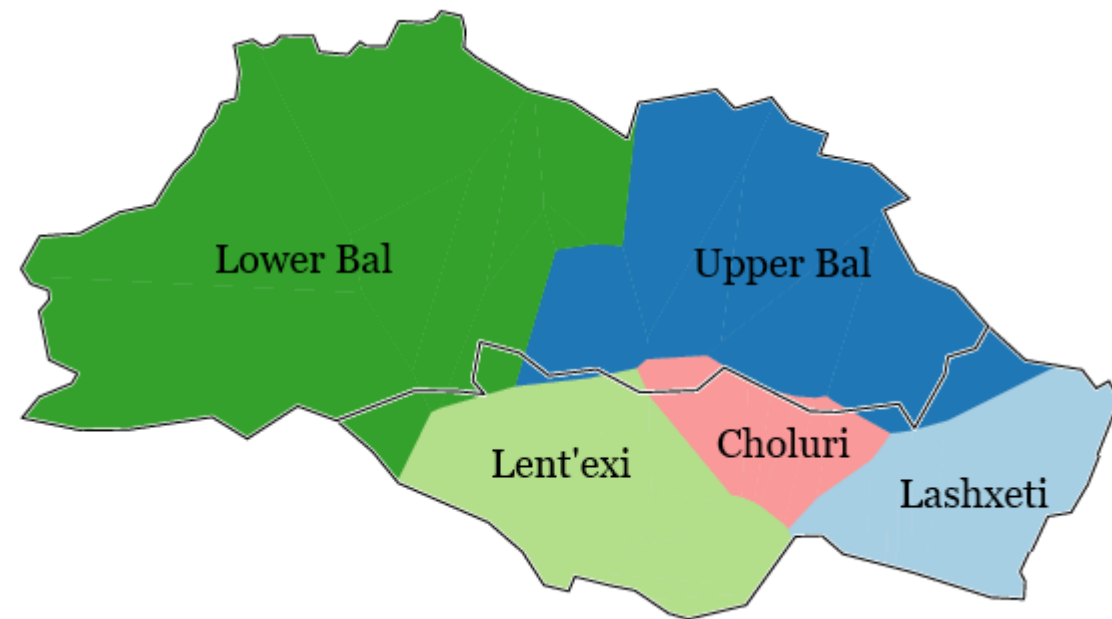 Lower Bal
Upper Bal
Lent'exi
Choluri
Lashxeti